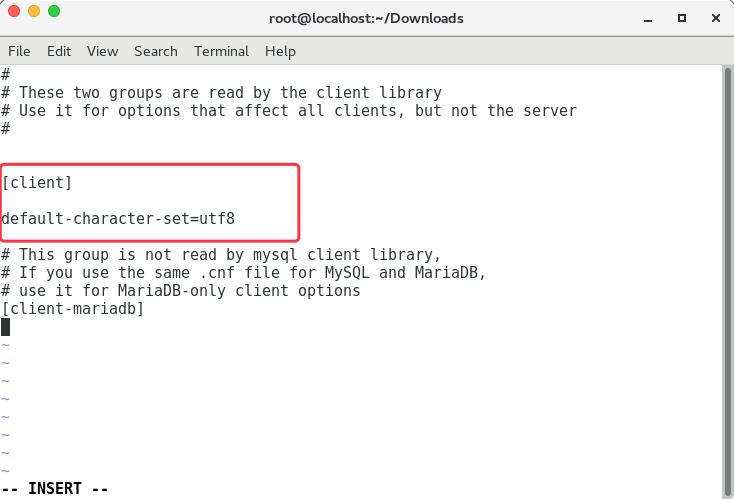 root@localhost:~/Downloads
File Edit View Search Terminal Help
#
# These two groups are read by the client library
# Use it for options that affect all clients, but not the server
#
[client]
default-character-set=utf8
# This group is not read by mysql client library,
# If you use the same .cnf file for MySQL and MariaDB,
# use it for MariaDB-only client options
[client-mariadb]
~
~
~
~
~
~
~
~
-- INSERT --